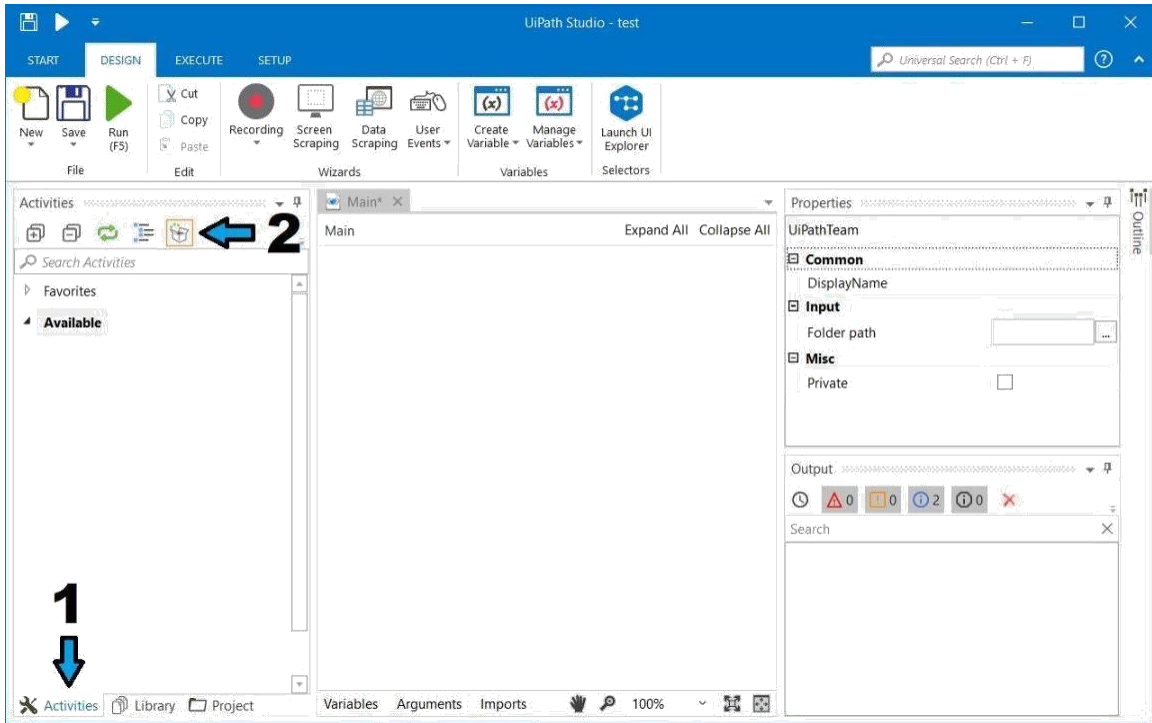 UiPath Studio - test
START DESIGN EXECUTE SETUP
Universal Search (Ctrl + F)
?
New
Save
Run
(F5)
Cut
Copy
Paste
Recording
Screen
Scraping
Data
Scraping
User
Events
(x)
Create
Variable
(x)
Manage
Variables
Launch UI
Explorer
File Edit Wizards Variables Selectors
Activities
2
Search Activities
Favorites
Available
1
Activities Library Project
Main*
Main Expand All Collapse All
Variables Arguments Imports 100%
Properties
UiPathTeam
Common
DisplayName
Input
Folder path ...
Misc
Private
Output
0 0 2 0
Search
Outline